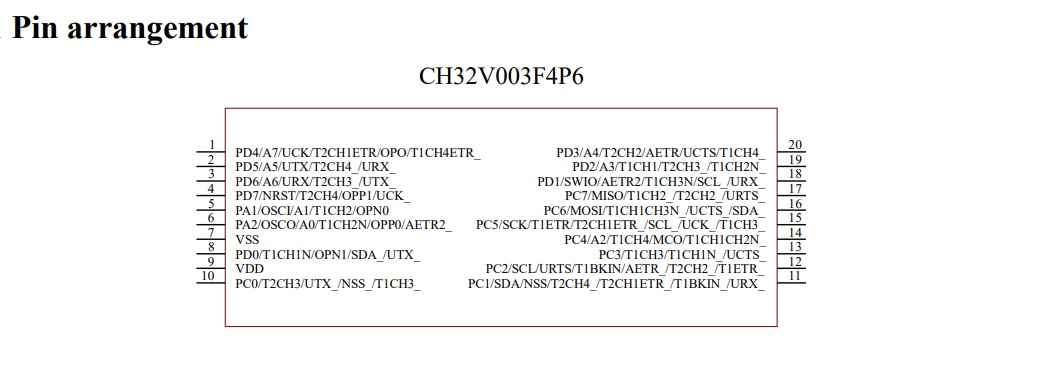 Pin arrangement
CH32V003F4P6
1 PD4/A7/UCK/T2CH1ETR/OPO/T1CH4ETR_
2 PD5/A5/UTX/T2CH4_/URX_
3 PD6/A6/URX/T2CH3_/UTX_
4 PD7/NRST/T2CH4/OPP1/UCK_
5 PA1/OSCI/A1/T1CH2/OPN0
6 PA2/OSCO/A0/T1CH2N/OPP0/AETR2_
7 VSS
8 PD0/T1CH1N/OPN1/SDA_/UTX_
9 VDD
10 PC0/T2CH3/UTX_/NSS_/T1CH3_
PD3/A4/T2CH2/AETR/UCTS/T1CH4_ 20
PD2/A3/T1CH1/T2CH3_/T1CH2N_ 19
PD1/SWIO/AETR2/T1CH3N/SCL_/URX_ 18
PC7/MISO/T1CH2_/T2CH2_/URTS_ 17
PC6/MOSI/T1CH1CH3N_/UCTS_/SDA_ 16
PC5/SCK/T1ETR/T2CH1ETR_/SCL_/UCK_/T1CH3_ 15
PC4/A2/T1CH4/MCO/T1CH1CH2N_ 14
PC3/T1CH3/T1CH1N_/UCTS_ 13
PC2/SCL/URTS/T1BKIN/AETR_/T2CH2_/T1ETR_ 12
PC1/SDA/NSS/T2CH4_/T2CH1ETR_/T1BKIN_/URX_ 11